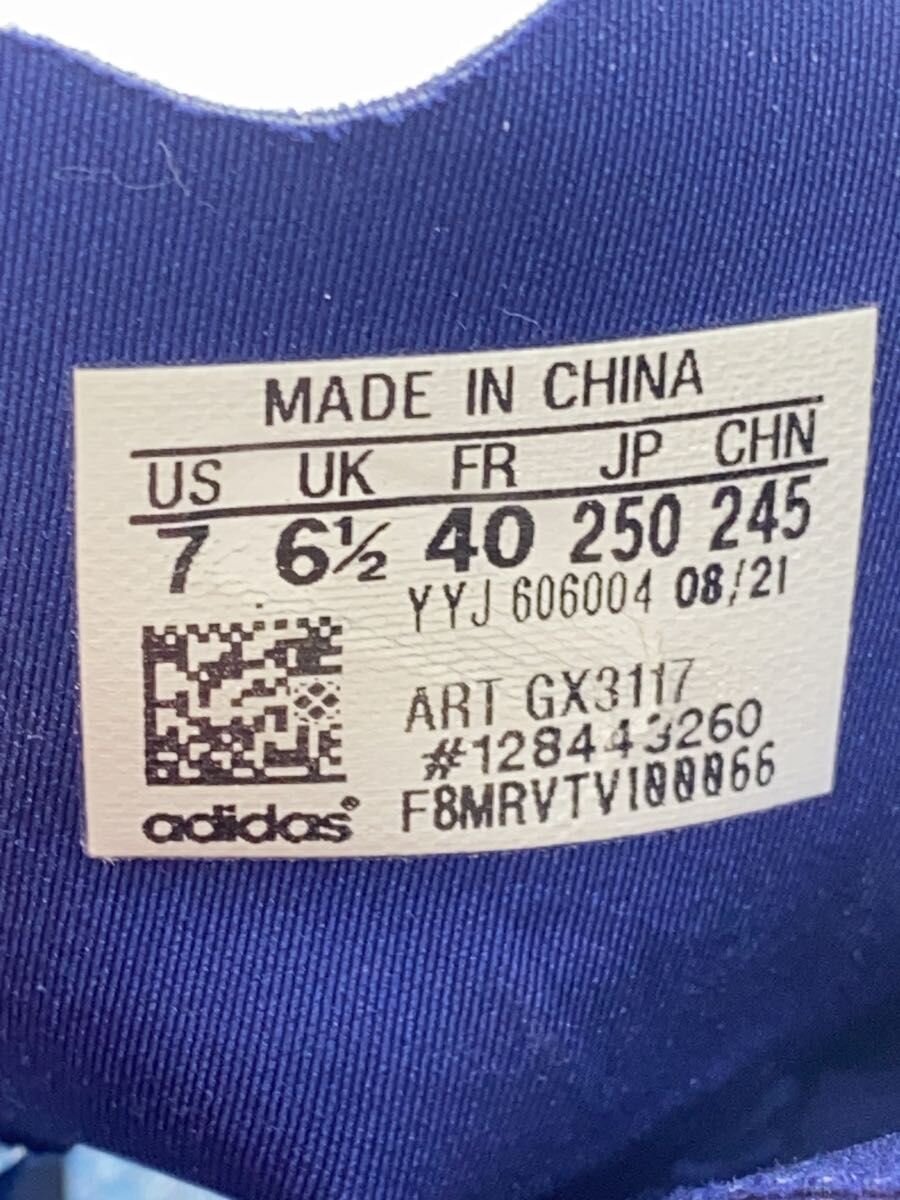 MADE IN CHINA
US UK FR JP CHN
7 6½ 40 250 245
YYJ 606004 08/21
ART GX3117
#128443260
F8MRVTVI00066
adidas®